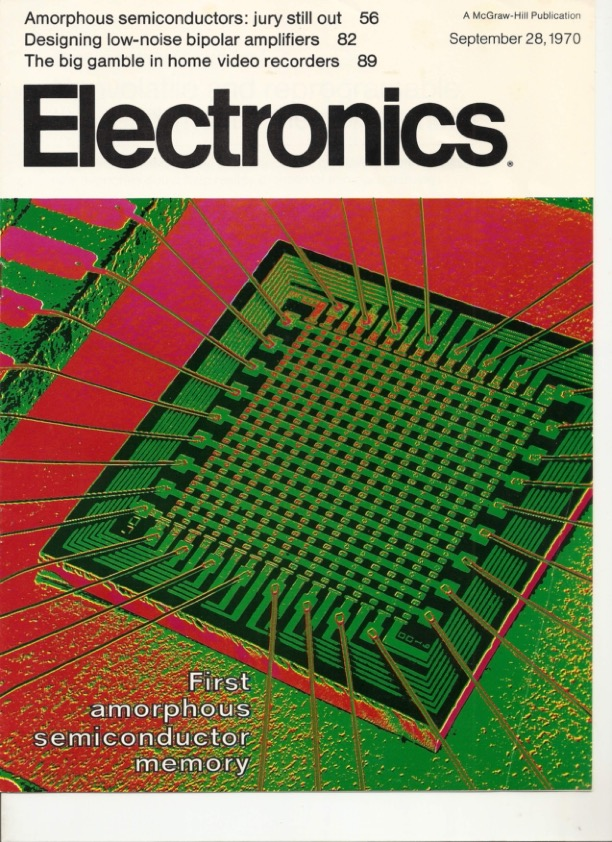 Amorphous semiconductors: jury still out 56
Designing low-noise bipolar amplifiers 82
The big gamble in home video recorders 89
A McGraw-Hill Publication
September 28, 1970
Electronics®
First
amorphous
semiconductor
memory